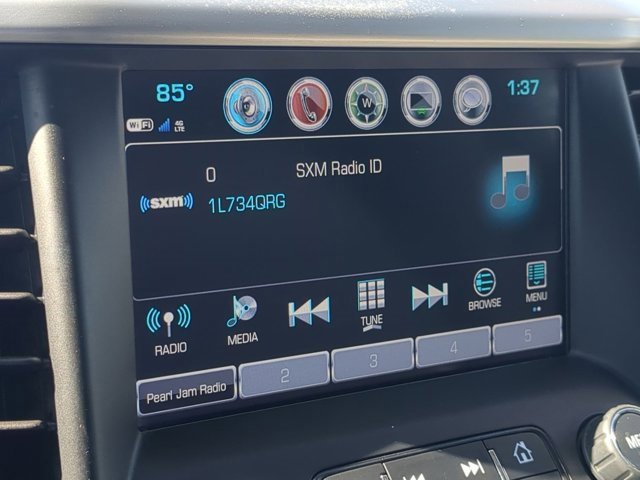 85° W 1:37
WiFi 4G LTE
0 SXM Radio ID
((sxm)) 1L734QRG
RADIO MEDIA TUNE BROWSE MENU
Pearl Jam Radio 2 3 4 5